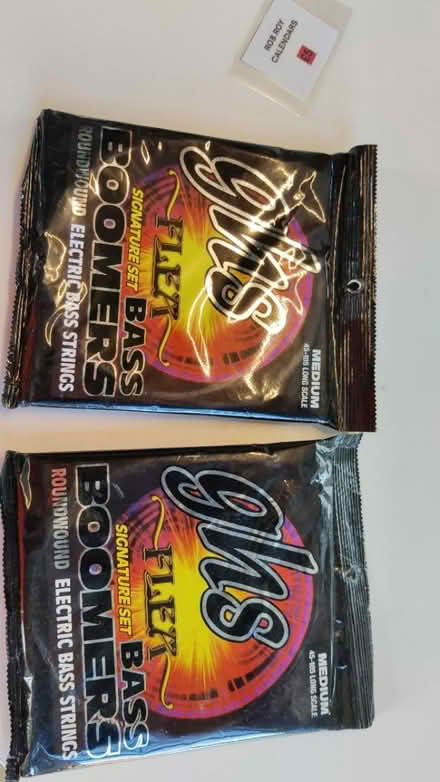 ROB ROY
CALENDARS
£5
ghs
FLEA
SIGNATURE SET
BASS
BOOMERS
ROUNDWOUND ELECTRIC BASS STRINGS
MEDIUM
45-105 LONG SCALE
ghs
FLEA
SIGNATURE SET
BASS
BOOMERS
ROUNDWOUND ELECTRIC BASS STRINGS
MEDIUM
45-105 LONG SCALE